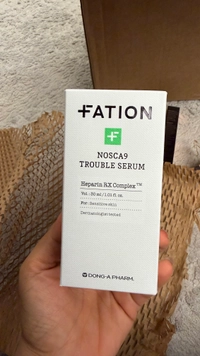 FATION
NOSCA9
TROUBLE SERUM
Heparin RX Complex™
Vol.: 30 ml / 1.01 fl. oz.
For: Sensitive skin
Dermatologist tested
DONG-A PHARM.